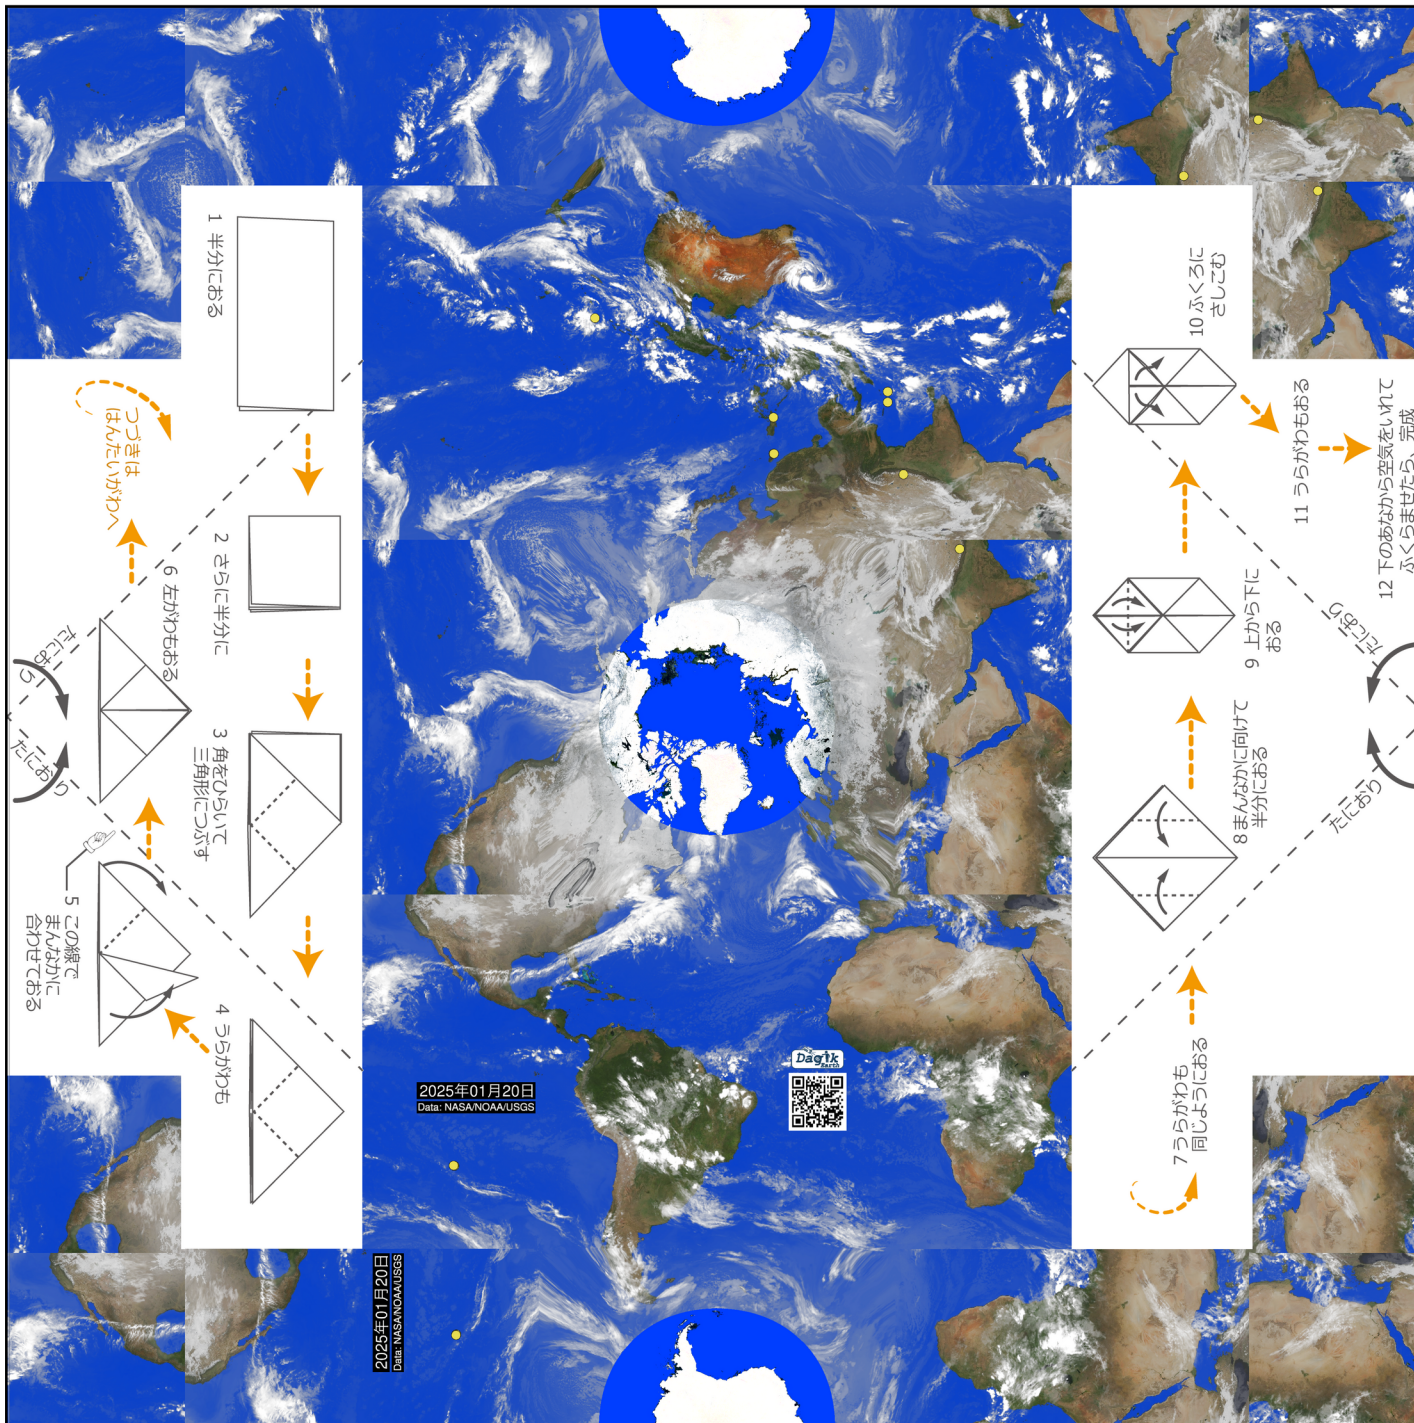 1 半分におる
2 さらに半分に
3 角をひらいて
三角形につぶす
4 うらがわも
5 この線で
まんなかに
合わせておる
6 左がわもおる
つづきは
はんたいがわへ
たにおり
たにおり
7 うらがわも
同じようにおる
8 まんなかに向けて
半分におる
9 上から下に
おる
10 ふくろに
さしこむ
11 うらがわもおる
12 下のあなから空気をいれて
ふくらませたら、完成
たにおり
たにおり
Dagik
Earth
2025年01月20日
Data: NASA/NOAA/USGS
2025年01月20日
Data: NASA/NOAA/USGS